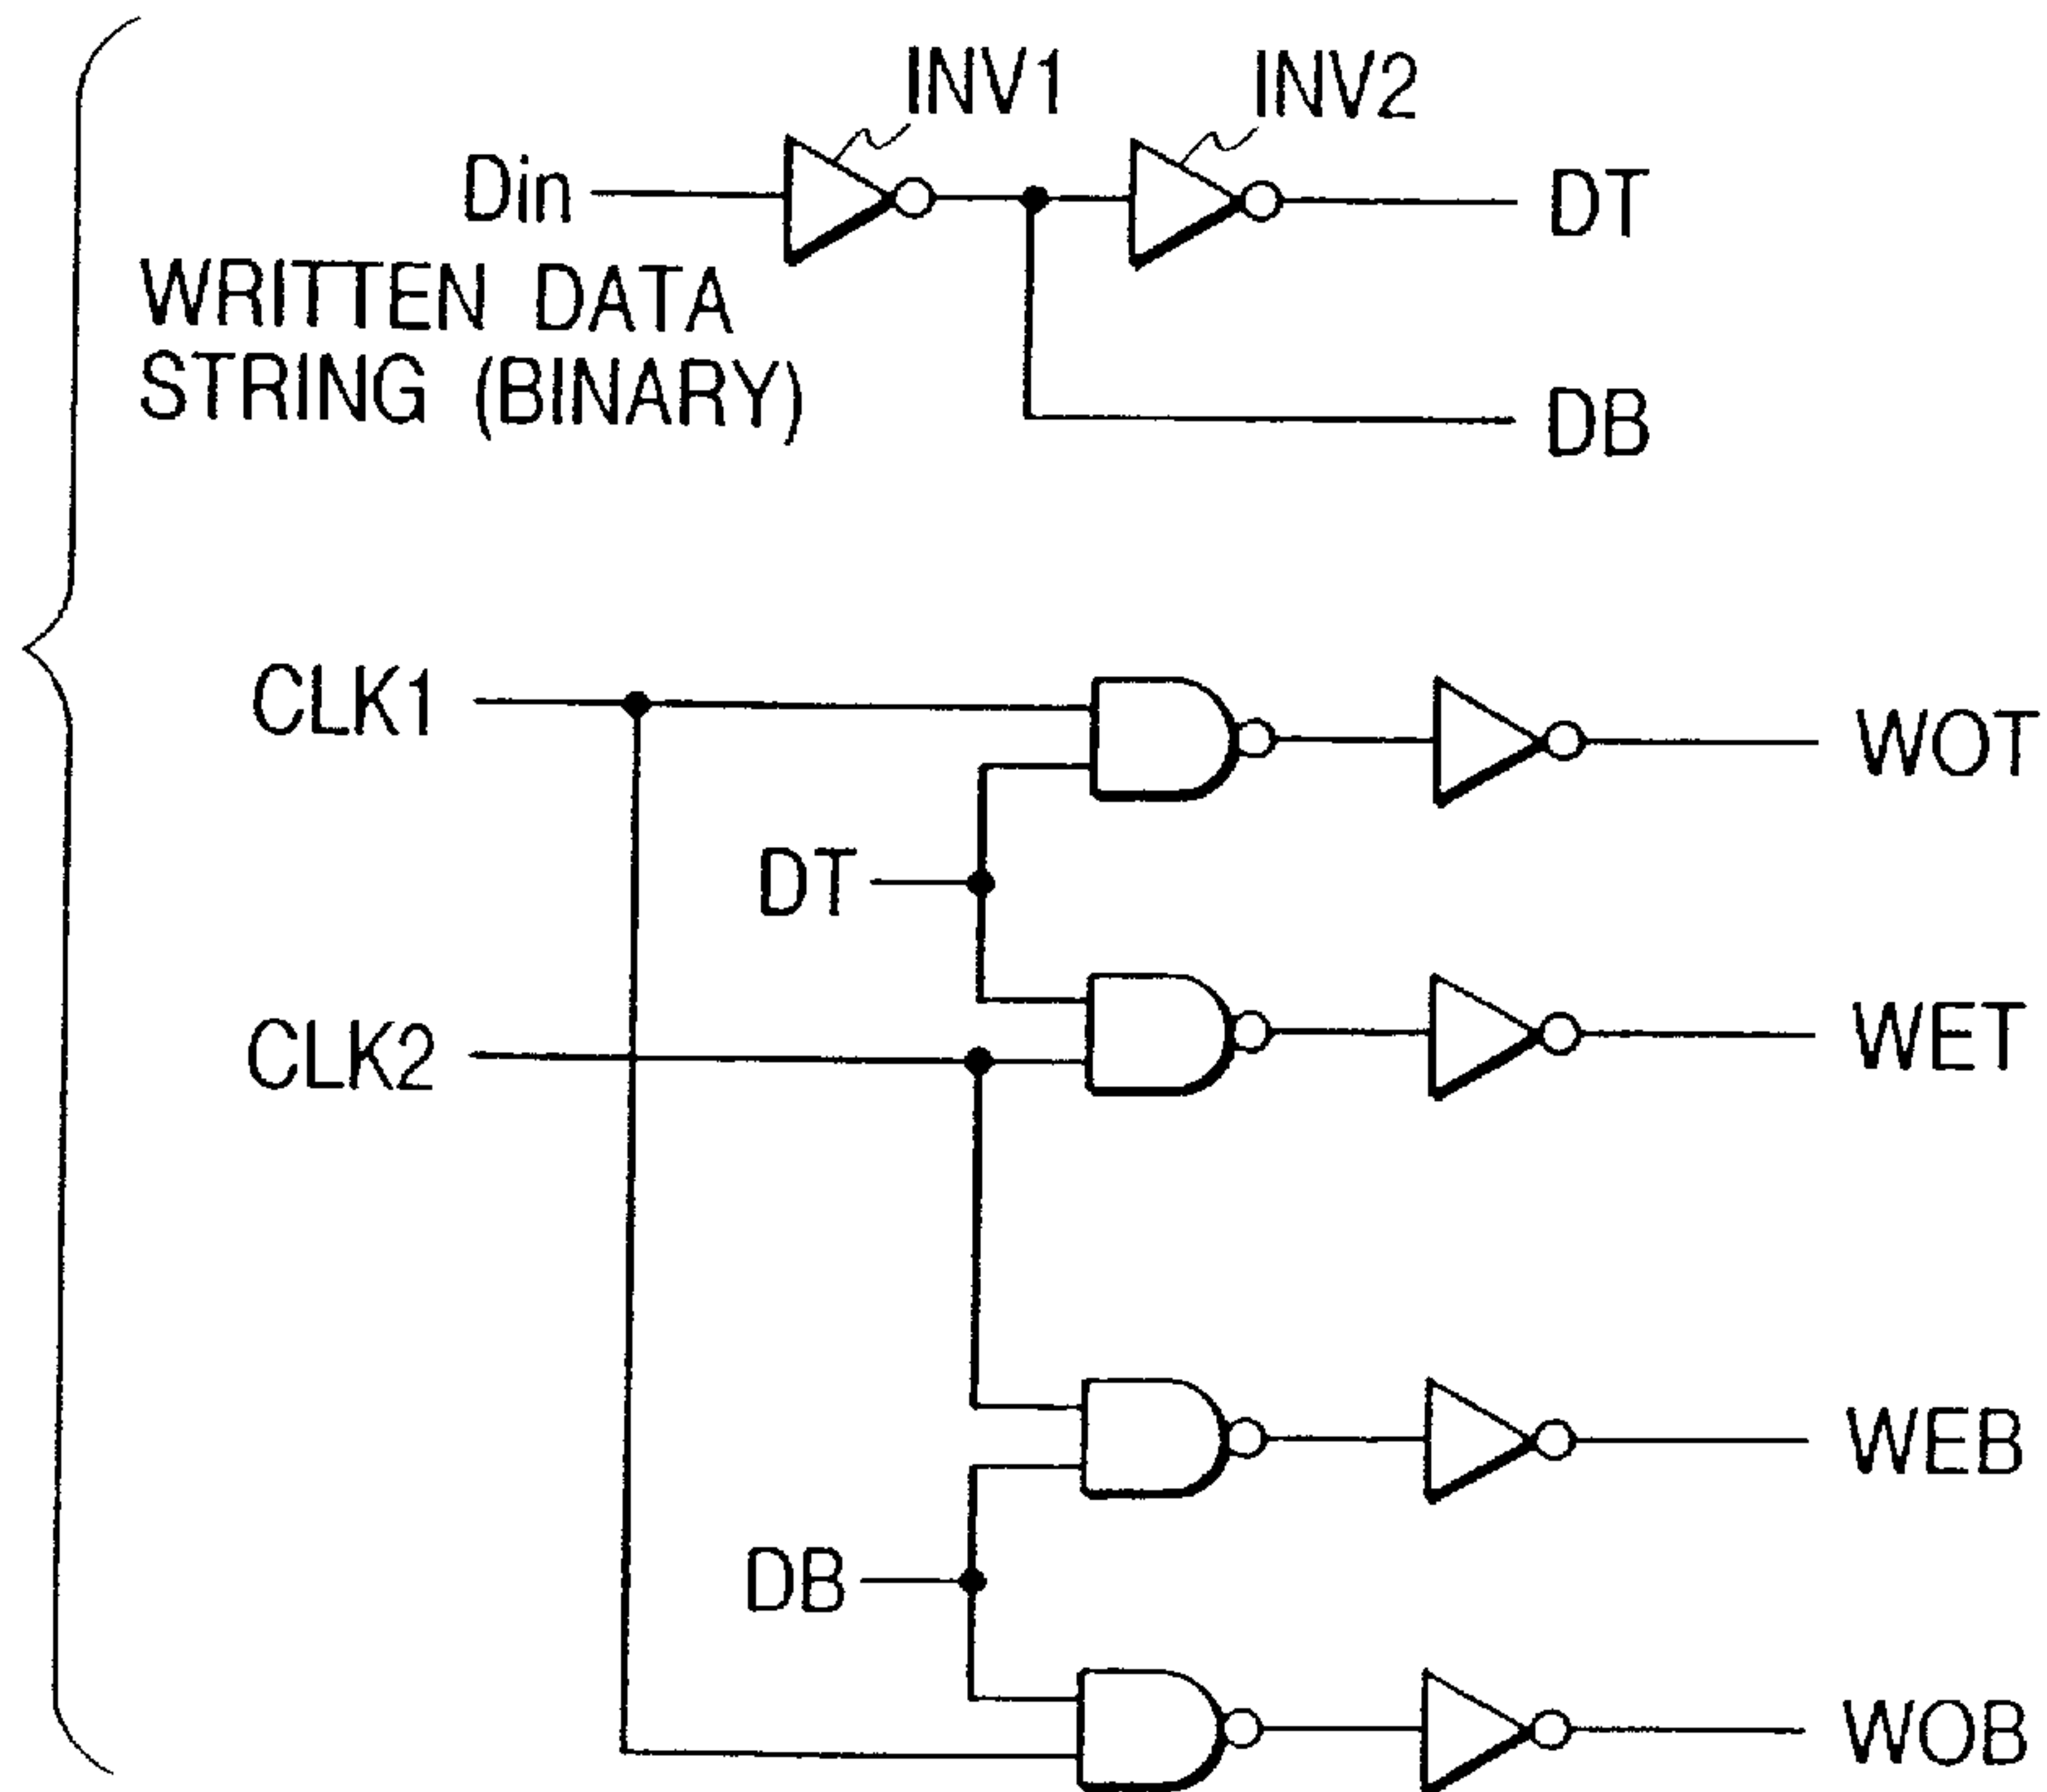 INV1
INV2
Din
DT
WRITTEN DATA
STRING (BINARY)
DB
CLK1
WOT
DT
CLK2
WET
WEB
DB
WOB